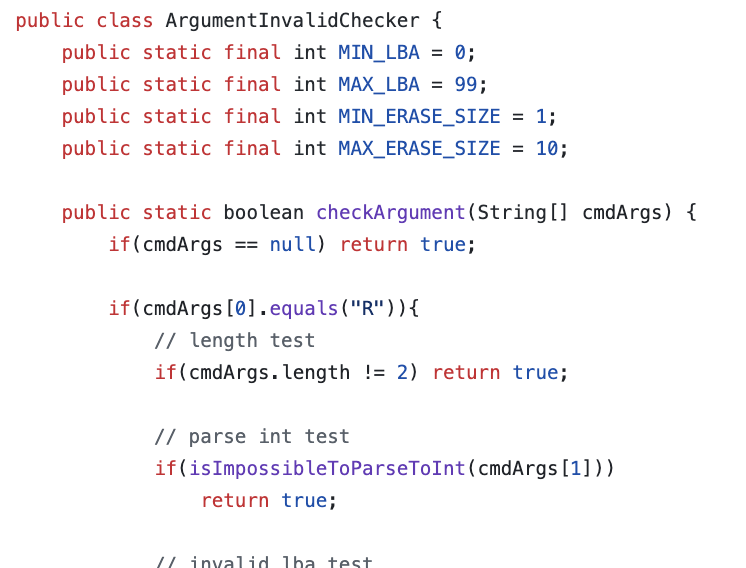 public class ArgumentInvalidChecker {
    public static final int MIN_LBA = 0;
    public static final int MAX_LBA = 99;
    public static final int MIN_ERASE_SIZE = 1;
    public static final int MAX_ERASE_SIZE = 10;

    public static boolean checkArgument(String[] cmdArgs) {
        if(cmdArgs == null) return true;

        if(cmdArgs[0].equals("R")){
            // length test
            if(cmdArgs.length != 2) return true;

            // parse int test
            if(isImpossibleToParseToInt(cmdArgs[1]))
                return true;

            // invalid lba test